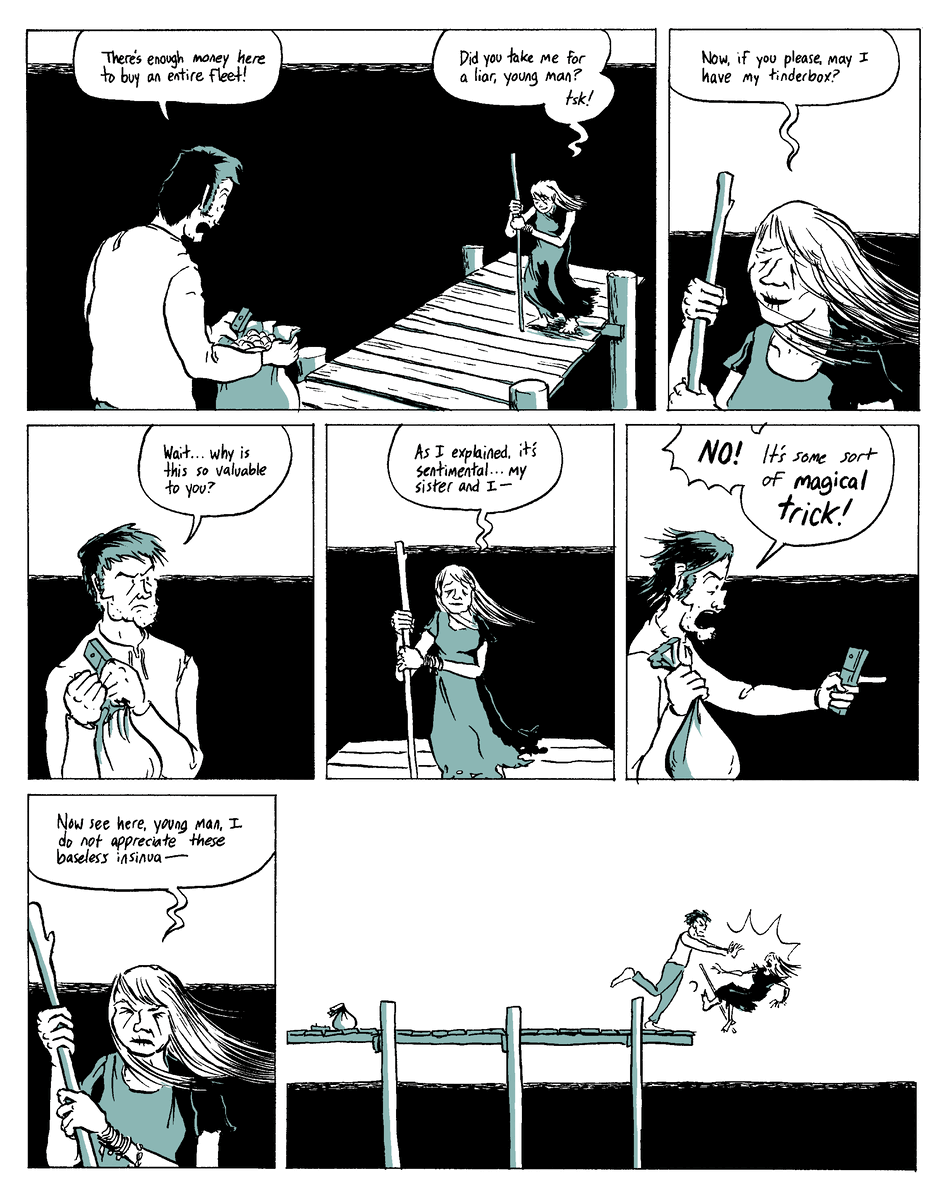 There's enough money here
to buy an entire fleet!
Did you take me for
a liar, young man?
tsk!
Now, if you please, may I
have my tinderbox?
Wait... why is
this so valuable
to you?
As I explained, it's
sentimental... my
sister and I—
NO!
It's some sort
of magical
trick!
Now see here, young man, I
do not appreciate these
baseless insinua—